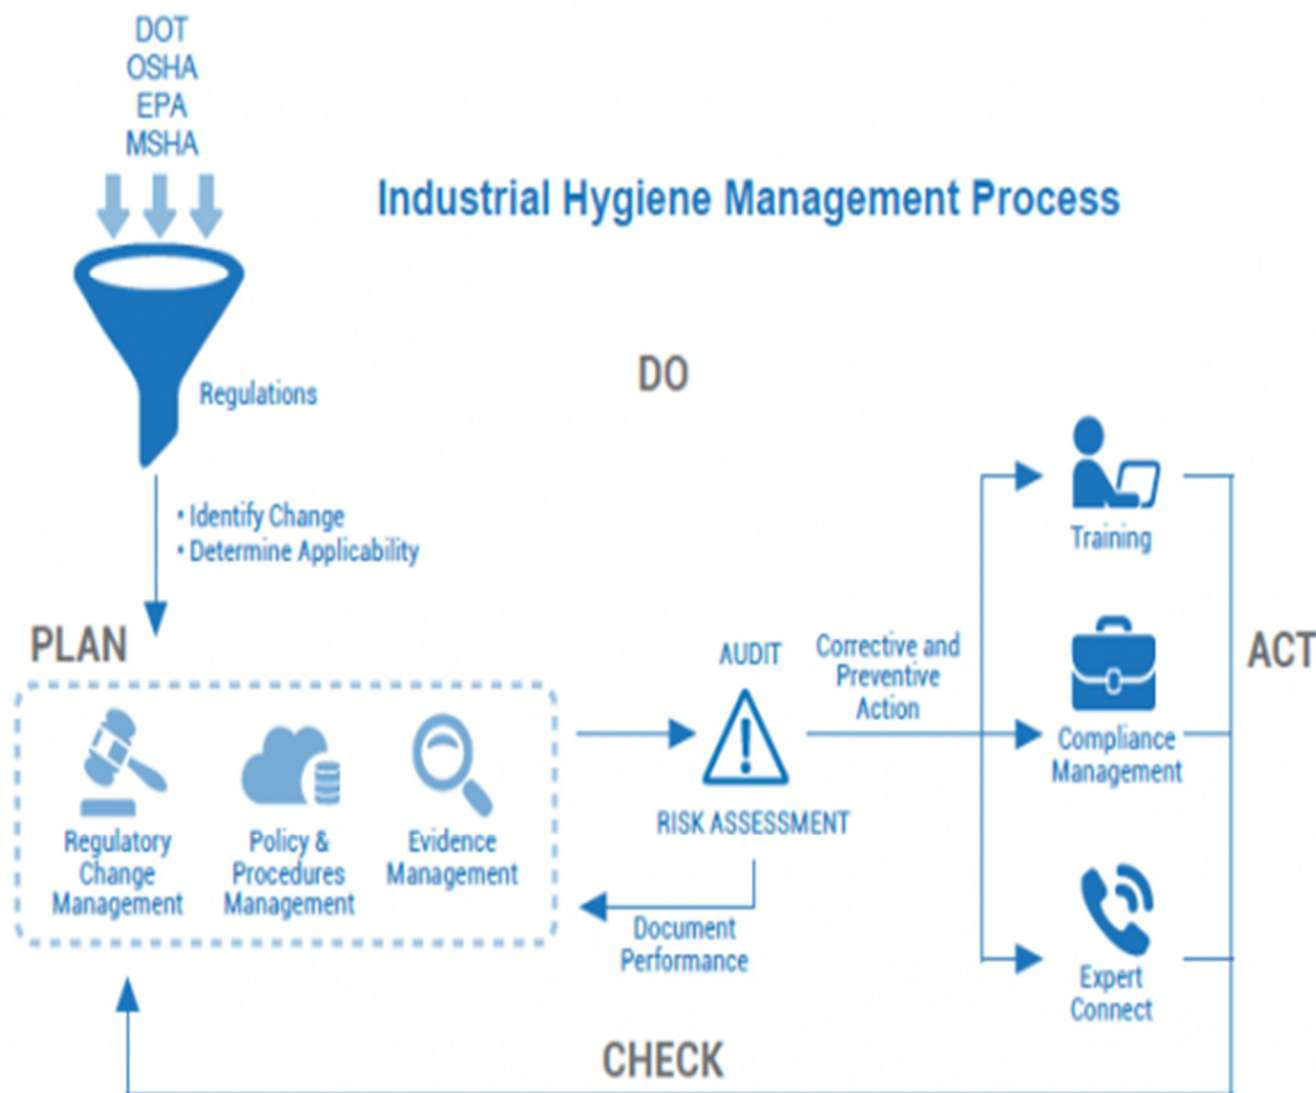 DOT
OSHA
EPA
MSHA
Industrial Hygiene Management Process
Regulations
DO
• Identify Change
• Determine Applicability
Training
PLAN
AUDIT
Corrective and
Preventive
Action
ACT
Compliance
Management
RISK ASSESSMENT
Regulatory
Change
Management
Policy &
Procedures
Management
Evidence
Management
Document
Performance
Expert
Connect
CHECK